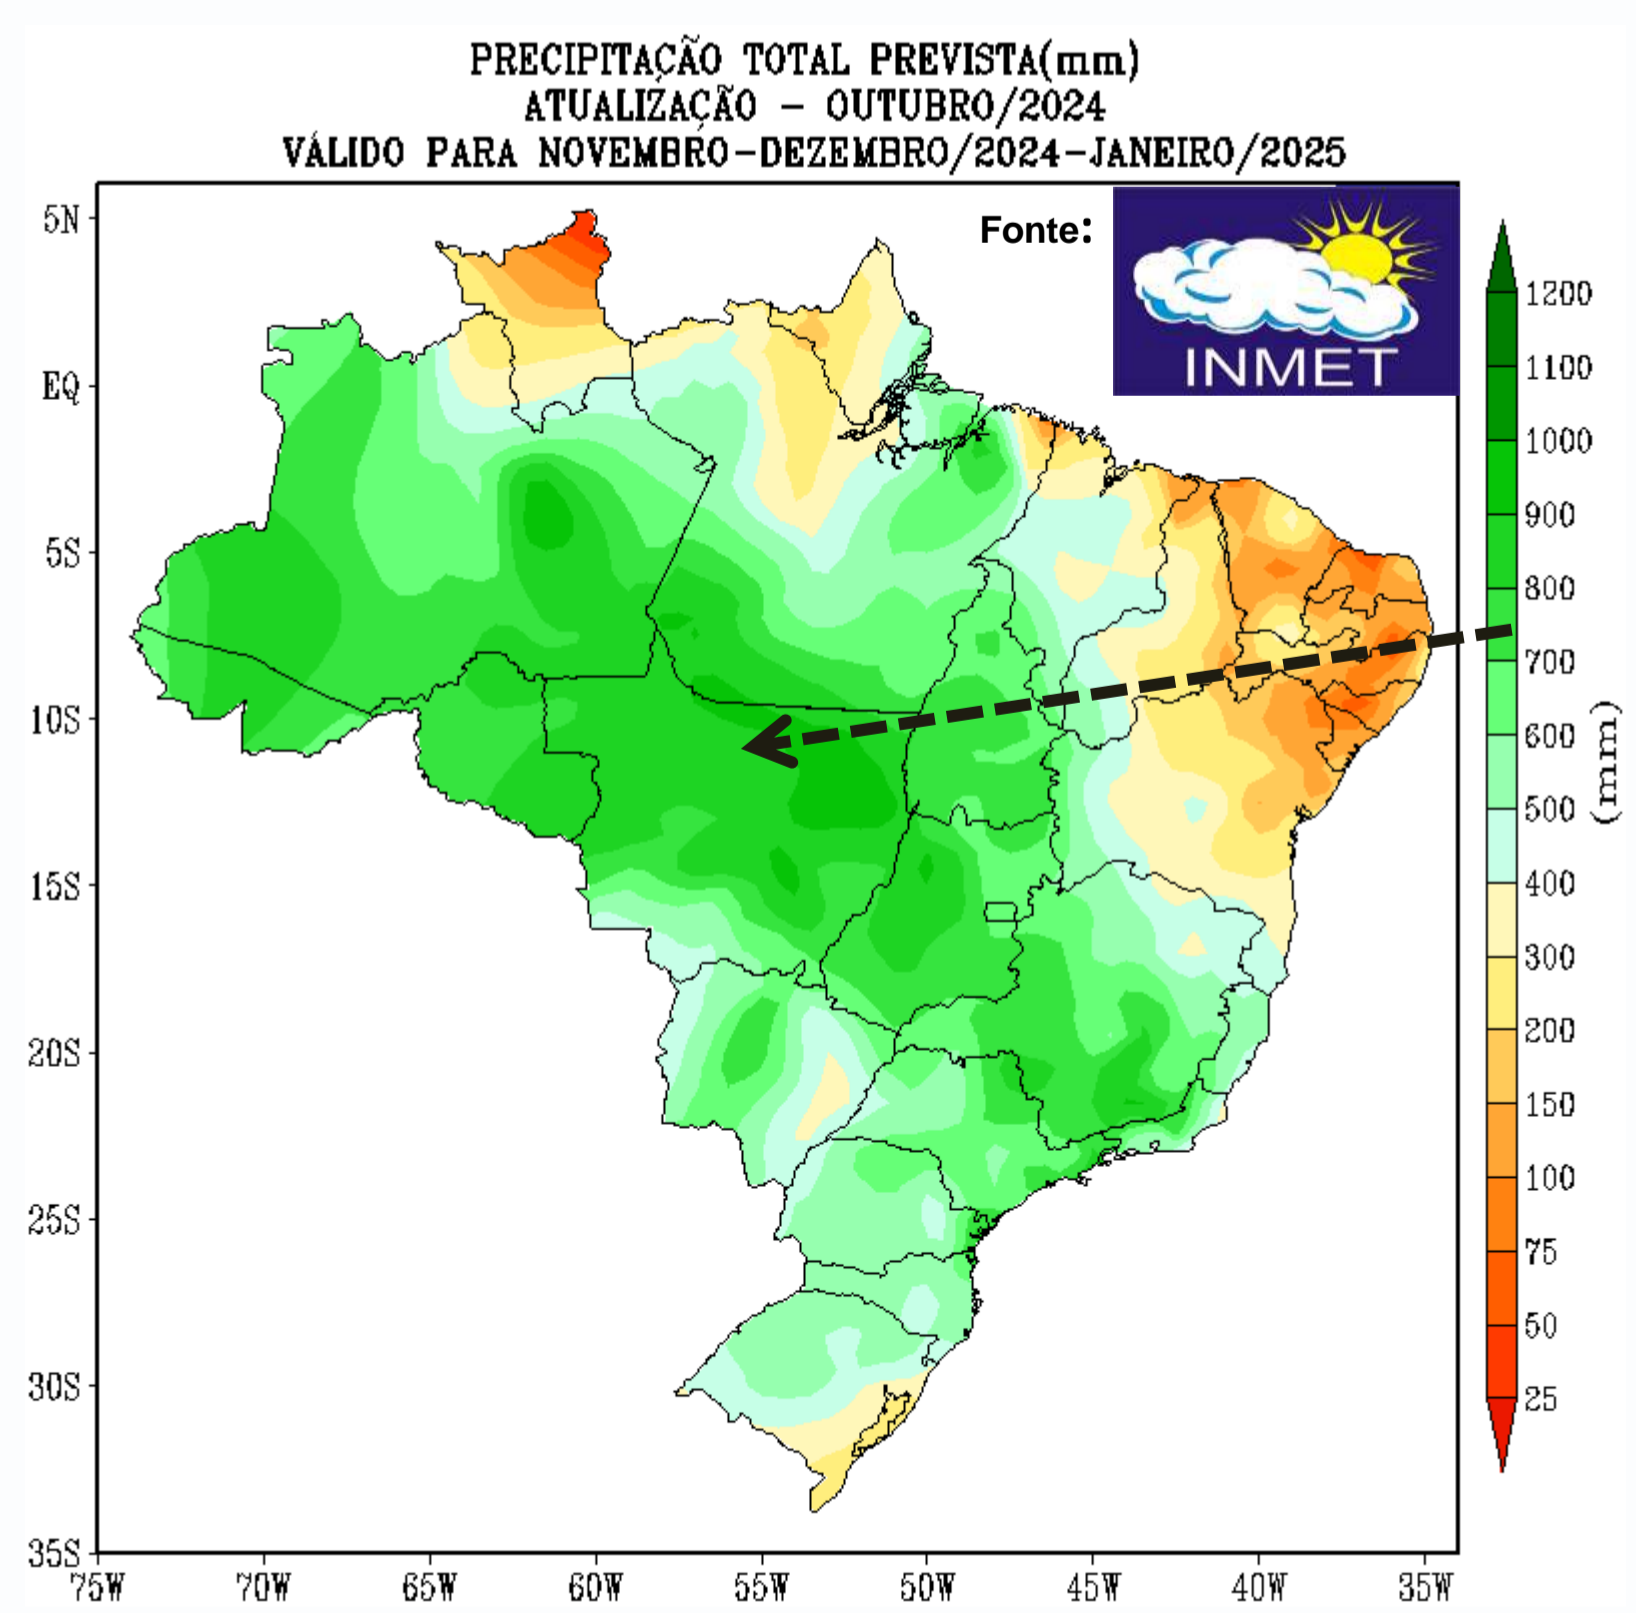 PRECIPITAÇÃO TOTAL PREVISTA(mm)
ATUALIZAÇÃO - OUTUBRO/2024
VÁLIDO PARA NOVEMBRO-DEZEMBRO/2024-JANEIRO/2025
Fonte:
INMET
5N
EQ
5S
10S
15S
20S
25S
30S
35S
75W
70W
65W
60W
55W
50W
45W
40W
35W
1200
1100
1000
900
800
700
600
500
400
300
200
150
100
75
50
25
(mm)